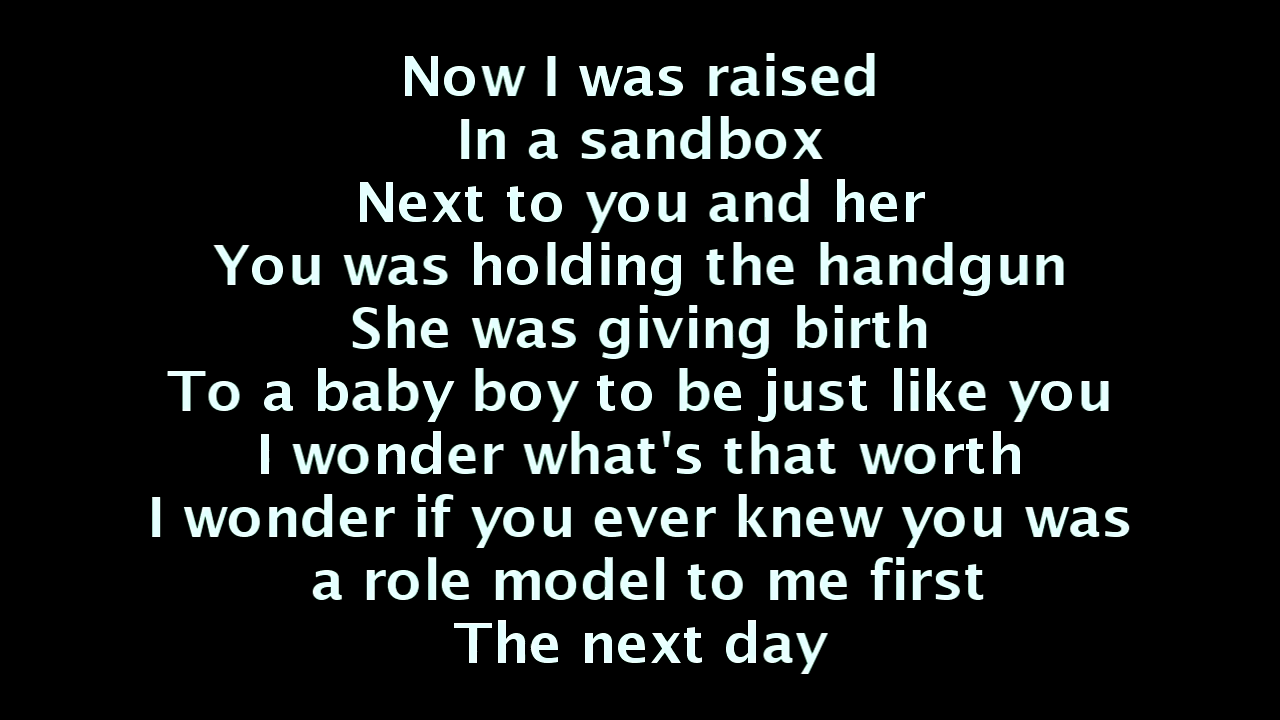 Now I was raised
In a sandbox
Next to you and her
You was holding the handgun
She was giving birth
To a baby boy to be just like you
I wonder what's that worth
I wonder if you ever knew you was
a role model to me first
The next day